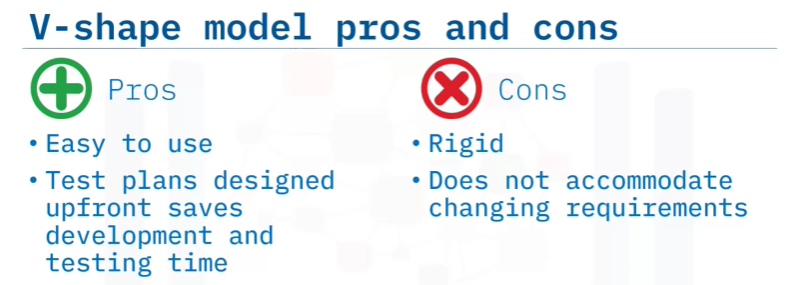 V-shape model pros and cons
Pros
• Easy to use
• Test plans designed
upfront saves
development and
testing time
Cons
• Rigid
• Does not accommodate
changing requirements